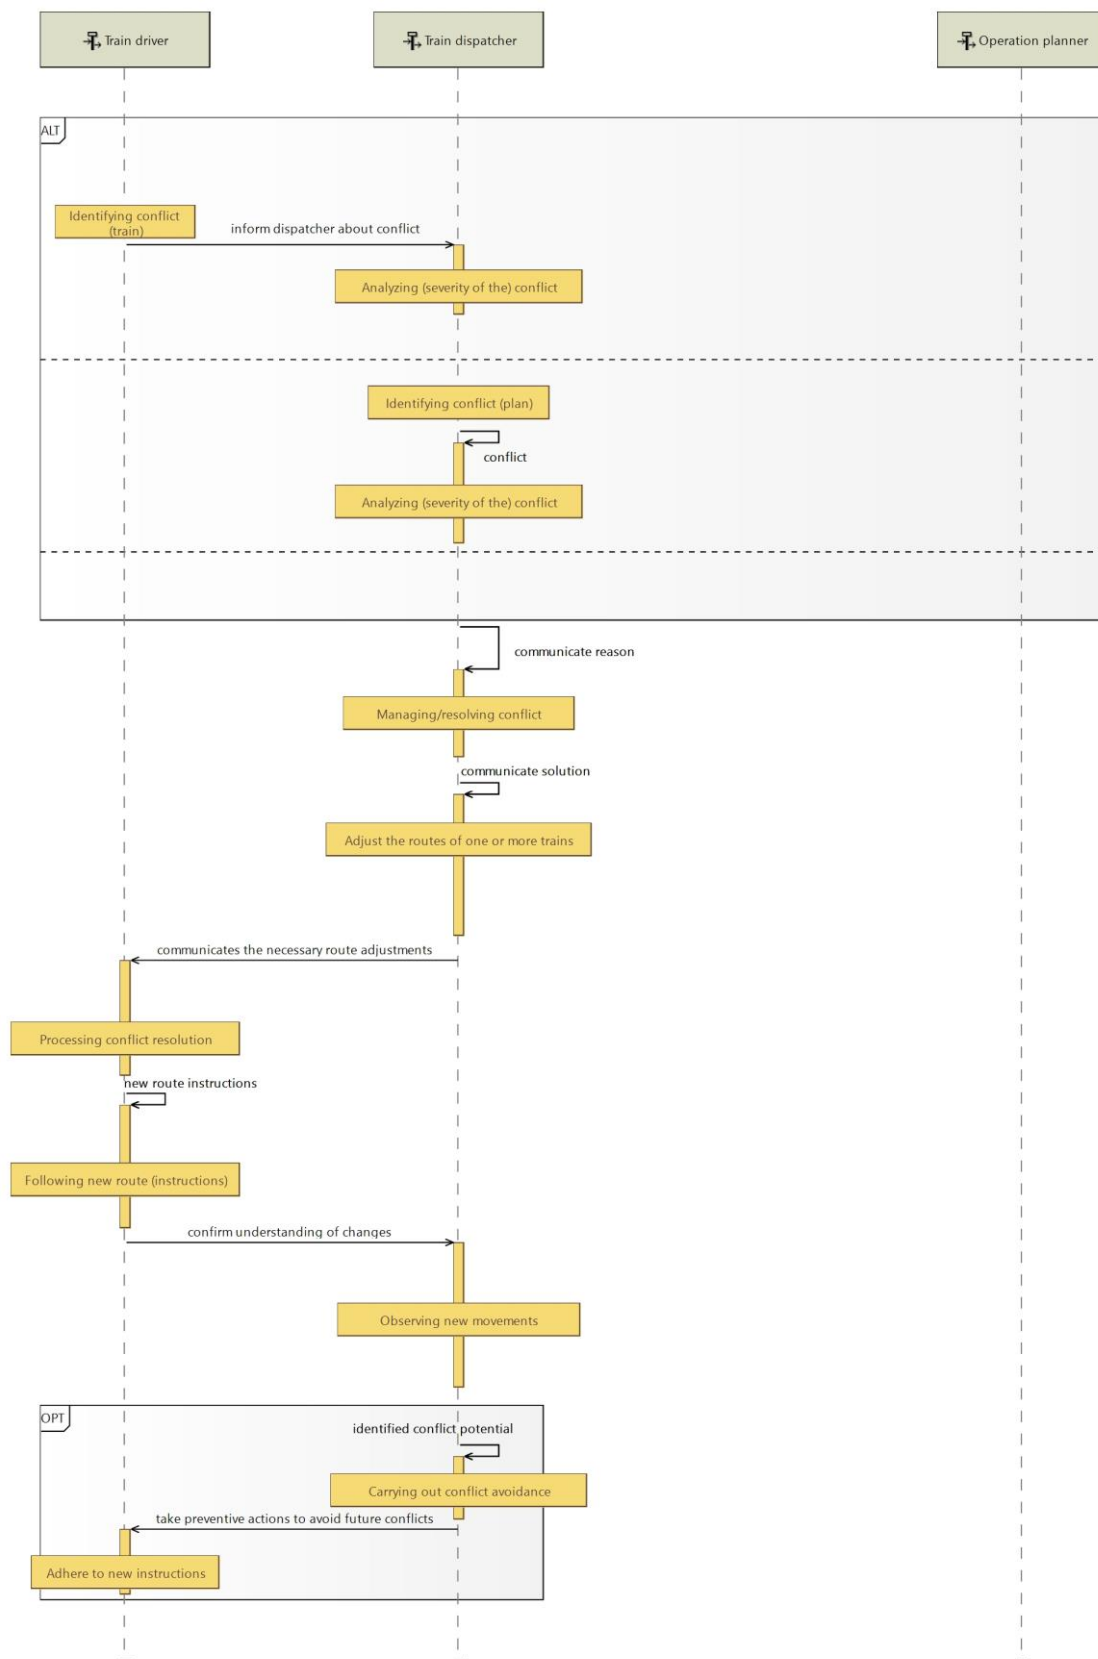 Train driver
Train dispatcher
Operation planner
ALT
Identifying conflict
(train)
inform dispatcher about conflict
Analyzing (severity of the) conflict
Identifying conflict (plan)
conflict
Analyzing (severity of the) conflict
communicate reason
Managing/resolving conflict
communicate solution
Adjust the routes of one or more trains
communicates the necessary route adjustments
Processing conflict resolution
new route instructions
Following new route (instructions)
confirm understanding of changes
Observing new movements
OPT
identified conflict potential
Carrying out conflict avoidance
take preventive actions to avoid future conflicts
Adhere to new instructions